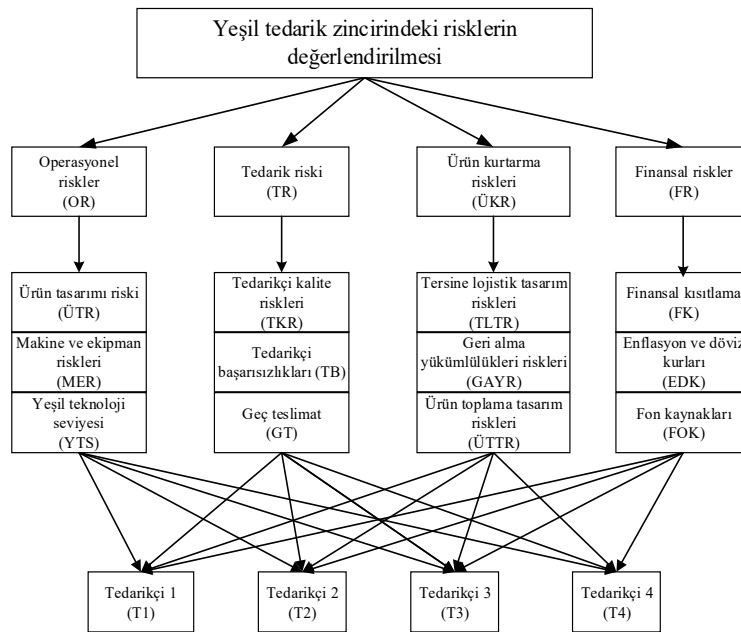 Yeşil tedarik zincirindeki risklerin
değerlendirilmesi
Operasyonel
riskler
(OR)
Tedarik riski
(TR)
Ürün kurtarma
riskleri
(ÜKR)
Finansal riskler
(FR)
Ürün tasarımı riski
(ÜTR)
Makine ve ekipman
riskleri
(MER)
Yeşil teknoloji
seviyesi
(YTS)
Tedarikçi kalite
riskleri
(TKR)
Tedarikçi
başarısızlıkları (TB)
Geç teslimat
(GT)
Tersine lojistik tasarım
riskleri
(TLTR)
Geri alma
yükümlülükleri riskleri
(GAYR)
Ürün toplama tasarım
riskleri
(ÜTTR)
Finansal kısıtlama
(FK)
Enflasyon ve döviz
kurları
(EDK)
Fon kaynakları
(FOK)
Tedarikçi 1
(T1)
Tedarikçi 2
(T2)
Tedarikçi 3
(T3)
Tedarikçi 4
(T4)